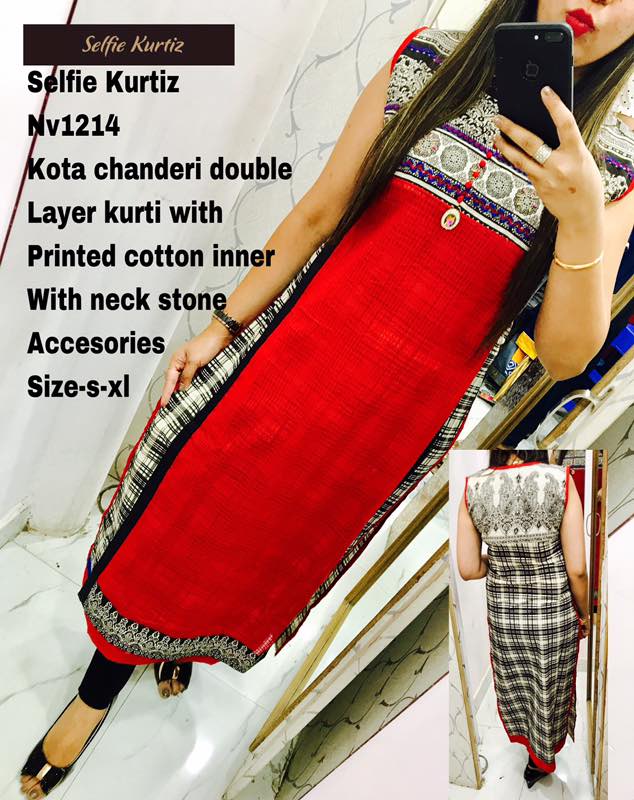 Selfie Kurtiz
Selfie Kurtiz
Nv1214
Kota chanderi double
Layer kurti with
Printed cotton inner
With neck stone
Accesories
Size-s-xl